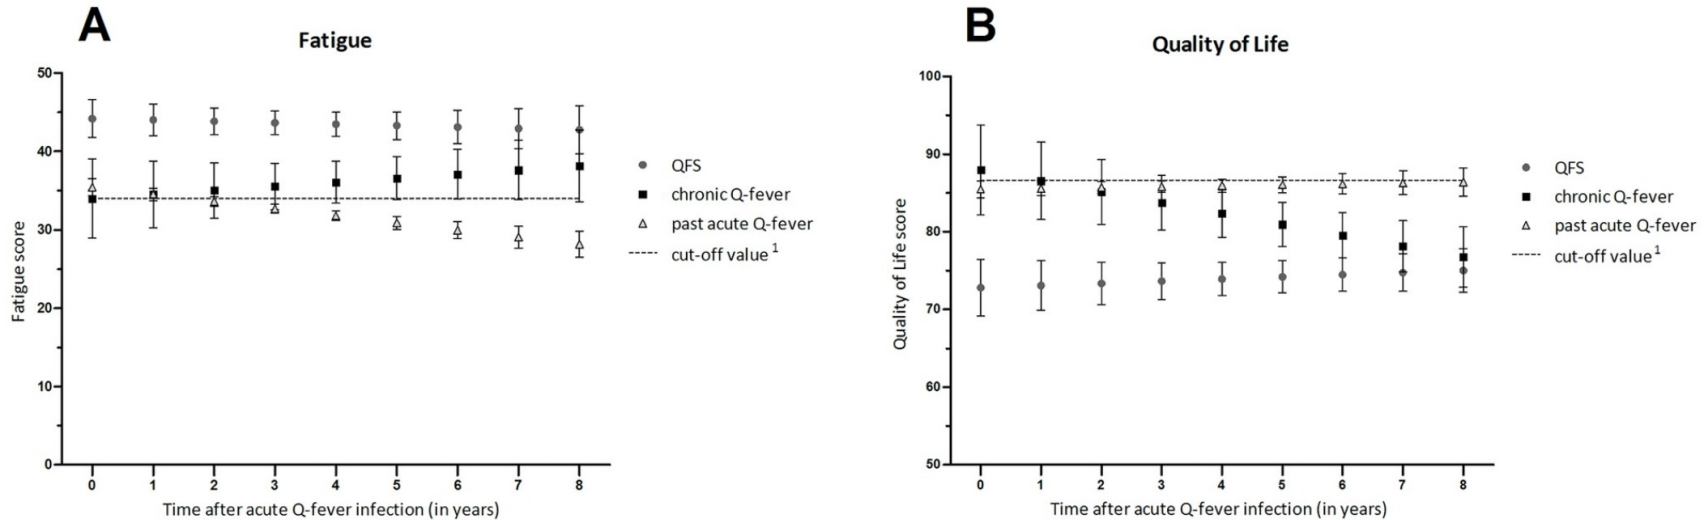 A
Fatigue
Fatigue score
50
40
30
20
10
0
0 1 2 3 4 5 6 7 8
Time after acute Q-fever infection (in years)
QFS
chronic Q-fever
past acute Q-fever
cut-off value 1
B
Quality of Life
Quality of Life score
100
90
80
70
60
50
0 1 2 3 4 5 6 7 8
Time after acute Q-fever infection (in years)
QFS
chronic Q-fever
past acute Q-fever
cut-off value 1